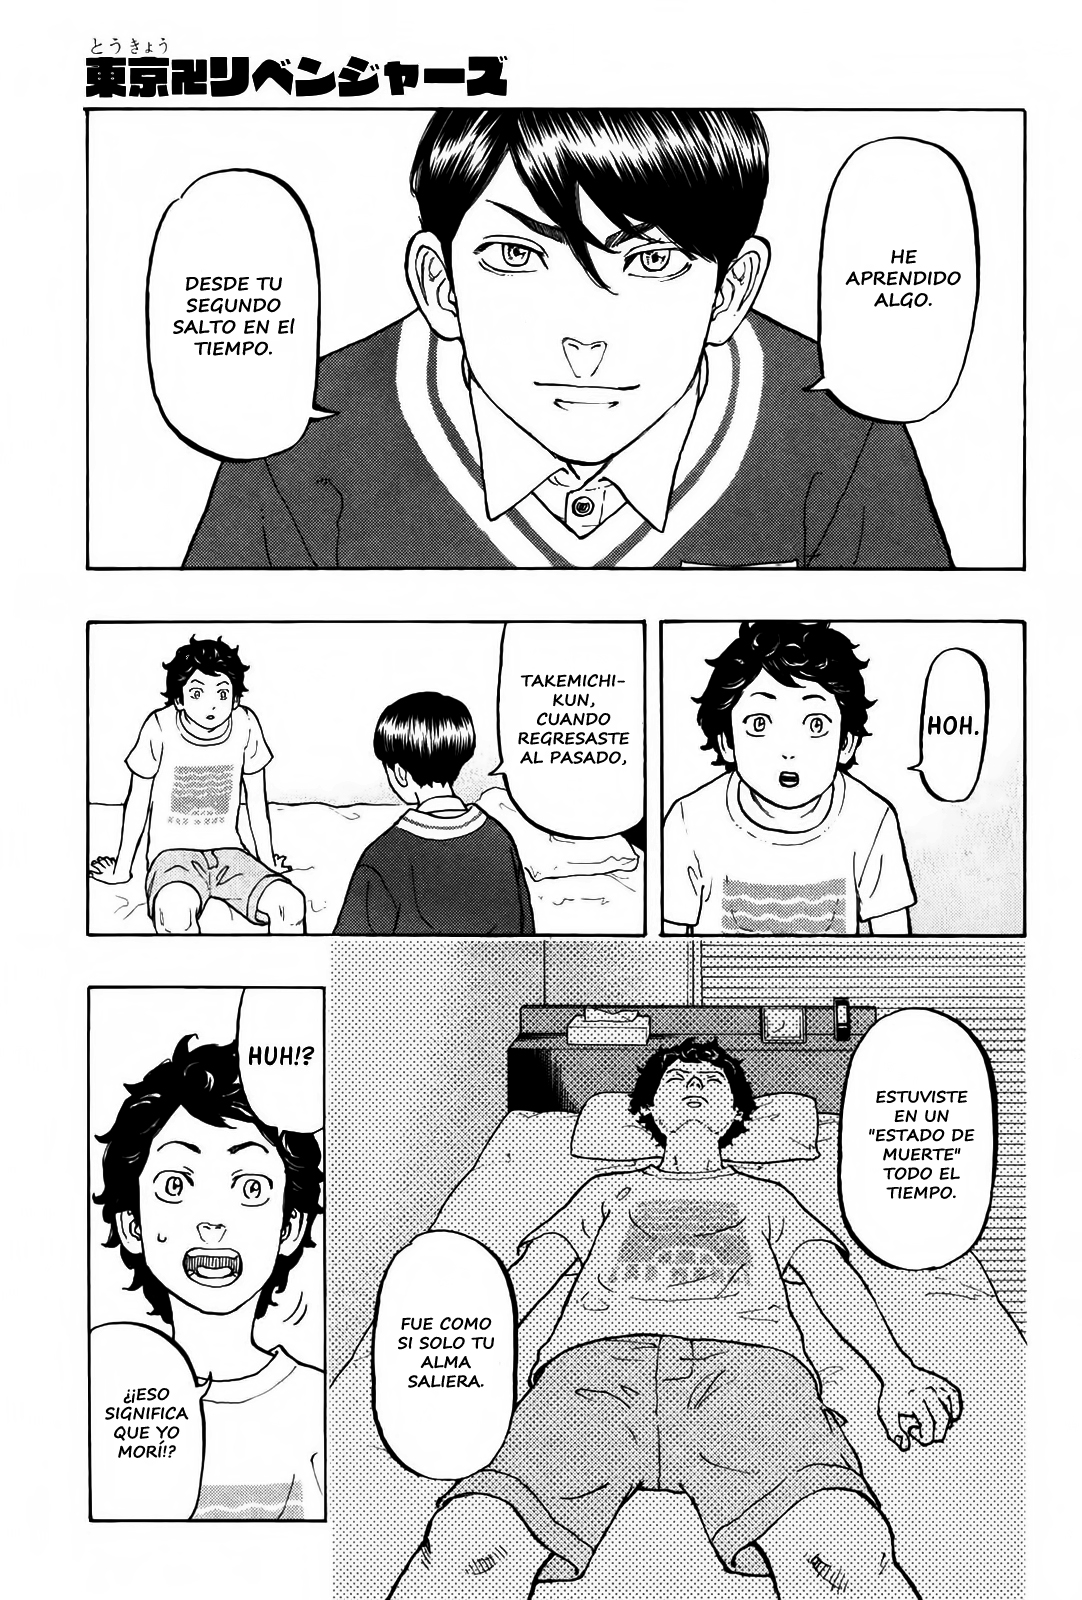 とうきょう
東京卍リベンジャーズ
HE
APRENDIDO
ALGO.
DESDE TU
SEGUNDO
SALTO EN El
TIEMPO.
HOH.
TAKEMICHI-
KUN,
CUANDO
REGRESASTE
AL PASADO,
ESTUVISTE
EN UN
"ESTADO DE
MUERTE"
TODO EL
TIEMPO.
FUE COMO
SI SOLO TU
ALMA
SALIERA.
HUH!?
¿¡ESO
SIGNIFICA
QUE YO
MORÍ!?